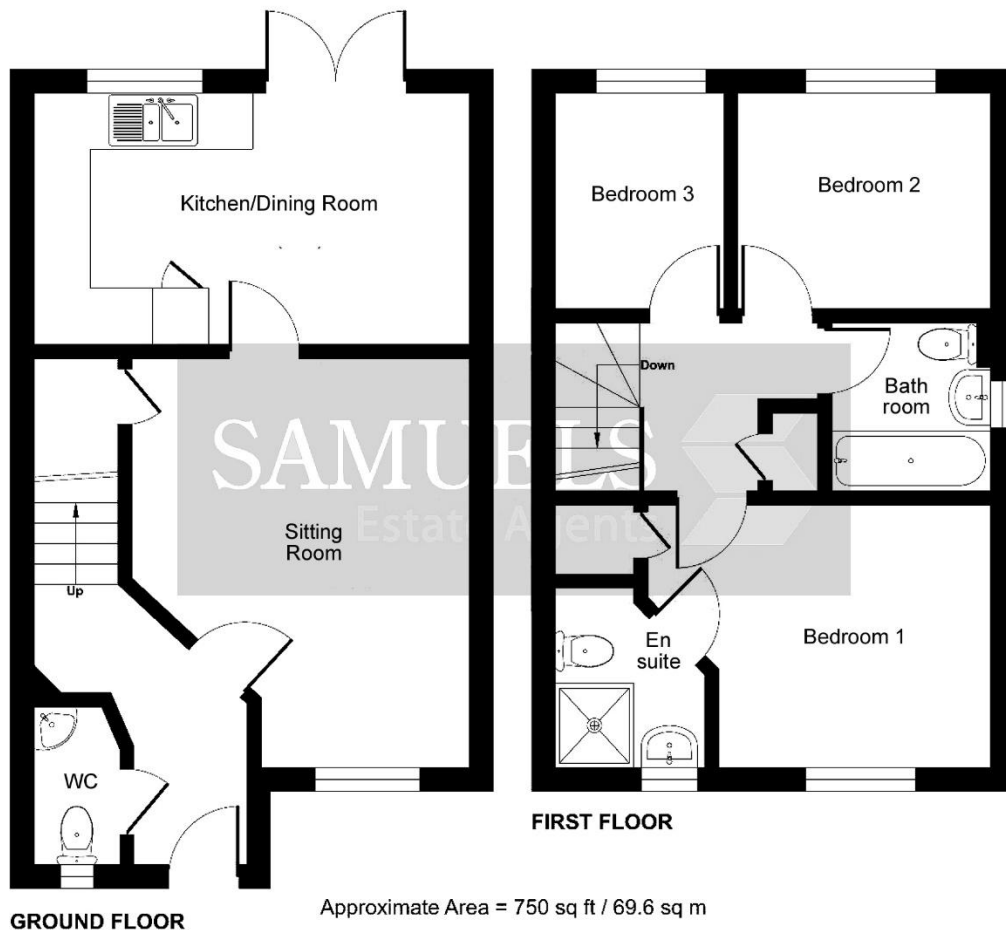 Kitchen/Dining Room
Sitting
Room
Up
WC
GROUND FLOOR
Bedroom 3
Bedroom 2
Down
Bath
room
En
suite
Bedroom 1
FIRST FLOOR
SAMUELS
Estate Agents
Approximate Area = 750 sq ft / 69.6 sq m